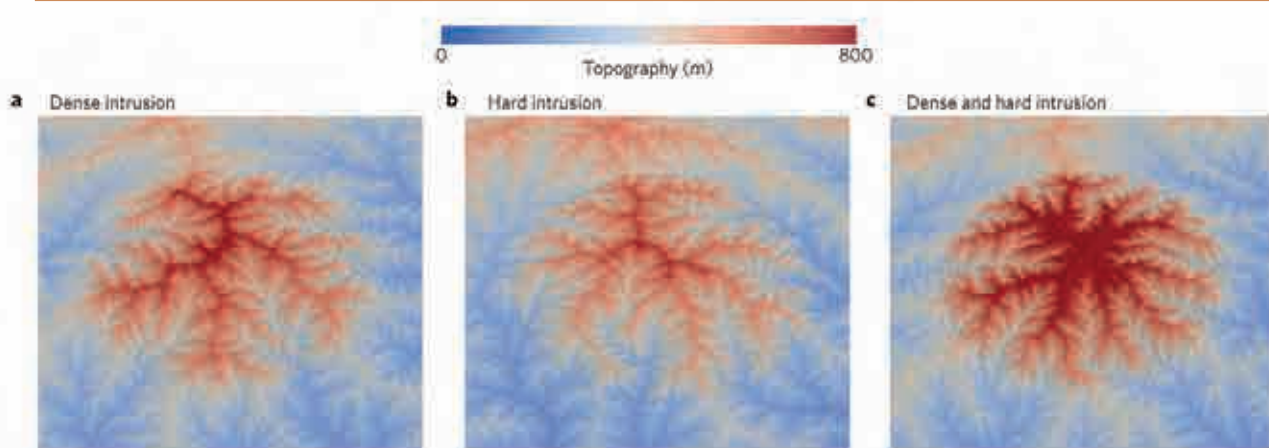 0 800
Topography (m)
a Dense intrusion
b Hard intrusion
c Dense and hard intrusion